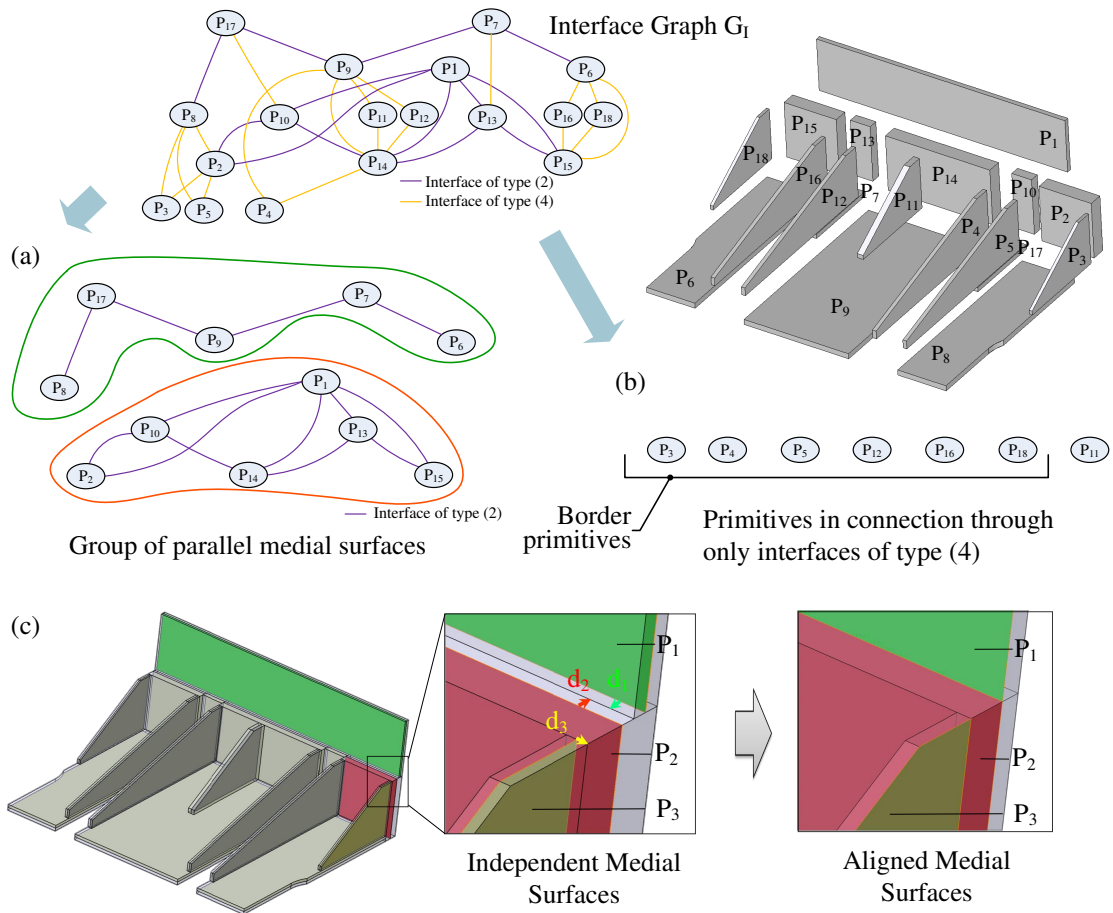 Interface Graph G_I
P17
P7
P9
P1
P6
P8
P10
P11
P12
P13
P16
P18
P2
P14
P15
P3
P5
P4
Interface of type (2)
Interface of type (4)
P1
P15
P13
P18
P16
P14
P12
P7
P11
P10
P2
P4
P5
P17
P3
P6
P9
P8
(a)
P17
P7
P9
P6
P8
P1
P10
P13
P2
P14
P15
Interface of type (2)
Group of parallel medial surfaces
(b)
P3 P4 P5 P12 P16 P18 P11
Border
primitives
Primitives in connection through
only interfaces of type (4)
(c)
P1
d2 d1
d3
P2
P3
Independent Medial
Surfaces
P1
P2
P3
Aligned Medial
Surfaces